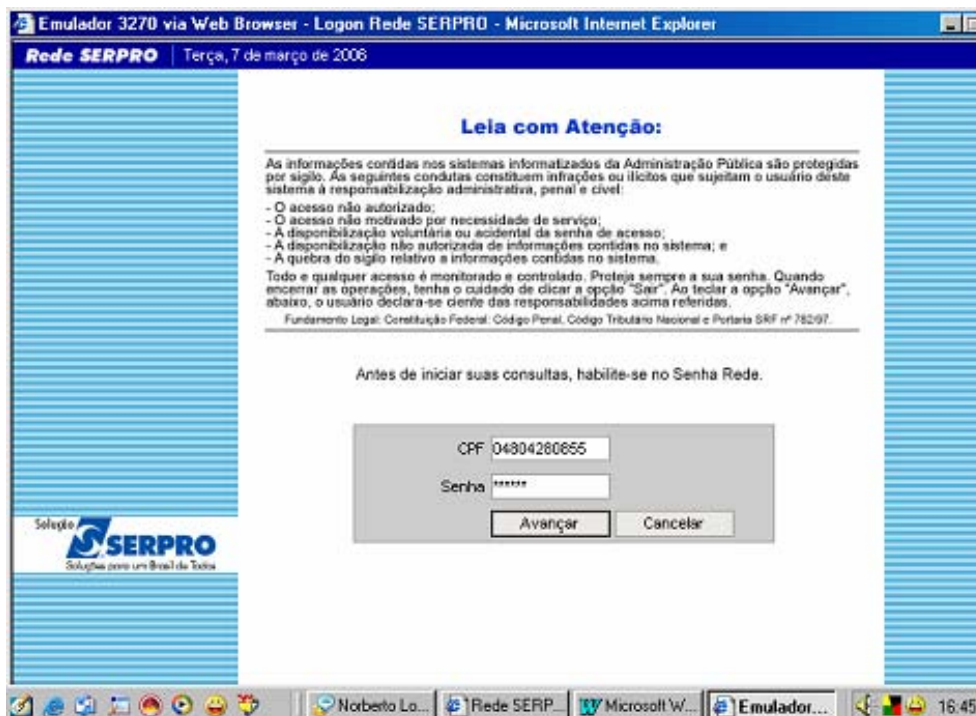 Emulador 3270 via Web Browser - Logon Rede SERPRO - Microsoft Internet Explorer
Rede SERPRO | Terça, 7 de março de 2006
Leia com Atenção:
As informações contidas nos sistemas informatizados da Administração Pública são protegidas
por sigilo. As seguintes condutas constituem infrações ou ilícitos que sujeitam o usuário deste
sistema à responsabilização administrativa, penal e cível:
- O acesso não autorizado;
- O acesso não motivado por necessidade de serviço;
- A disponibilização voluntária ou acidental da senha de acesso;
- A disponibilização não autorizada de informações contidas no sistema; e
- A quebra do sigilo relativo a informações contidas no sistema.
Todo e qualquer acesso é monitorado e controlado. Proteja sempre a sua senha. Quando
encerrar as operações, tenha o cuidado de clicar a opção "Sair". Ao teclar a opção "Avançar",
abaixo, o usuário declara-se ciente das responsabilidades acima referidas.
Fundamento Legal: Constituição Federal: Código Penal, Código Tributário Nacional e Portaria SRF nº 782/97.
Antes de iniciar suas consultas, habilite-se no Senha Rede.
CPF 04804280855
Senha ******
Avançar Cancelar
Solução
SERPRO
Soluções para um Brasil de Todos
Norberto Lo... Rede SERP... Microsoft W... Emulador... 16:45